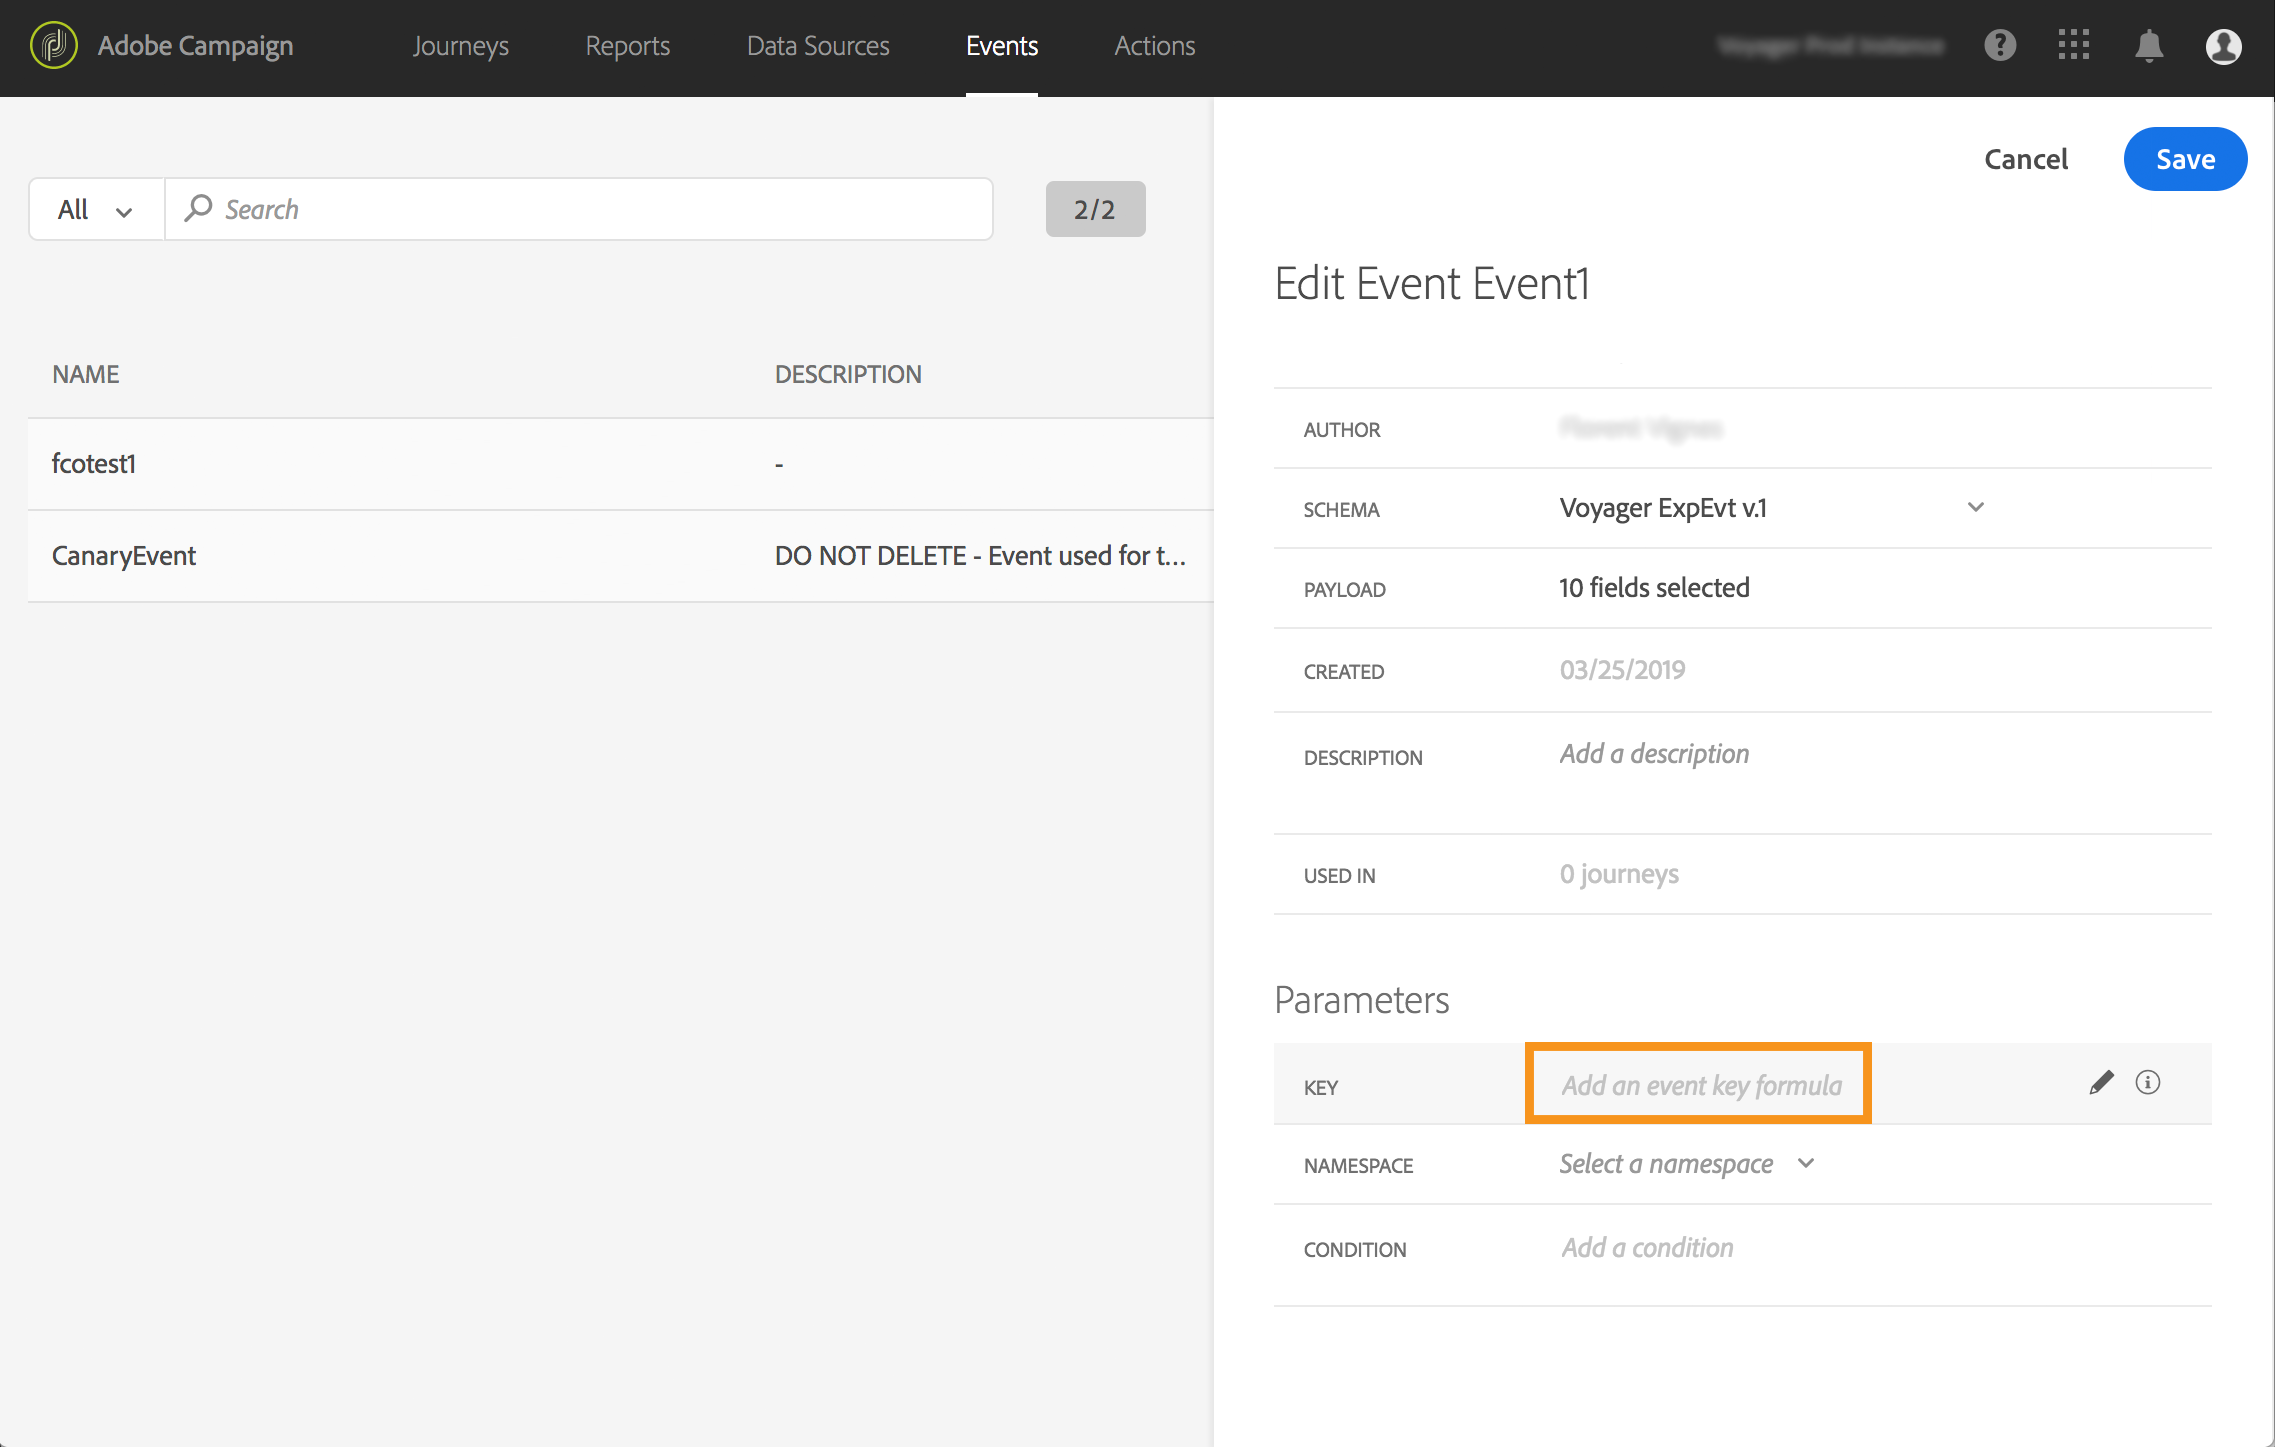 Adobe Campaign Journeys Reports Data Sources Events Actions
Cancel Save
All Search 2/2
Edit Event Event1
NAME DESCRIPTION
fcotest1 -
CanaryEvent DO NOT DELETE - Event used for t...
AUTHOR
SCHEMA Voyager ExpEvt v.1
PAYLOAD 10 fields selected
CREATED 03/25/2019
DESCRIPTION Add a description
USED IN 0 journeys
Parameters
KEY Add an event key formula
NAMESPACE Select a namespace
CONDITION Add a condition